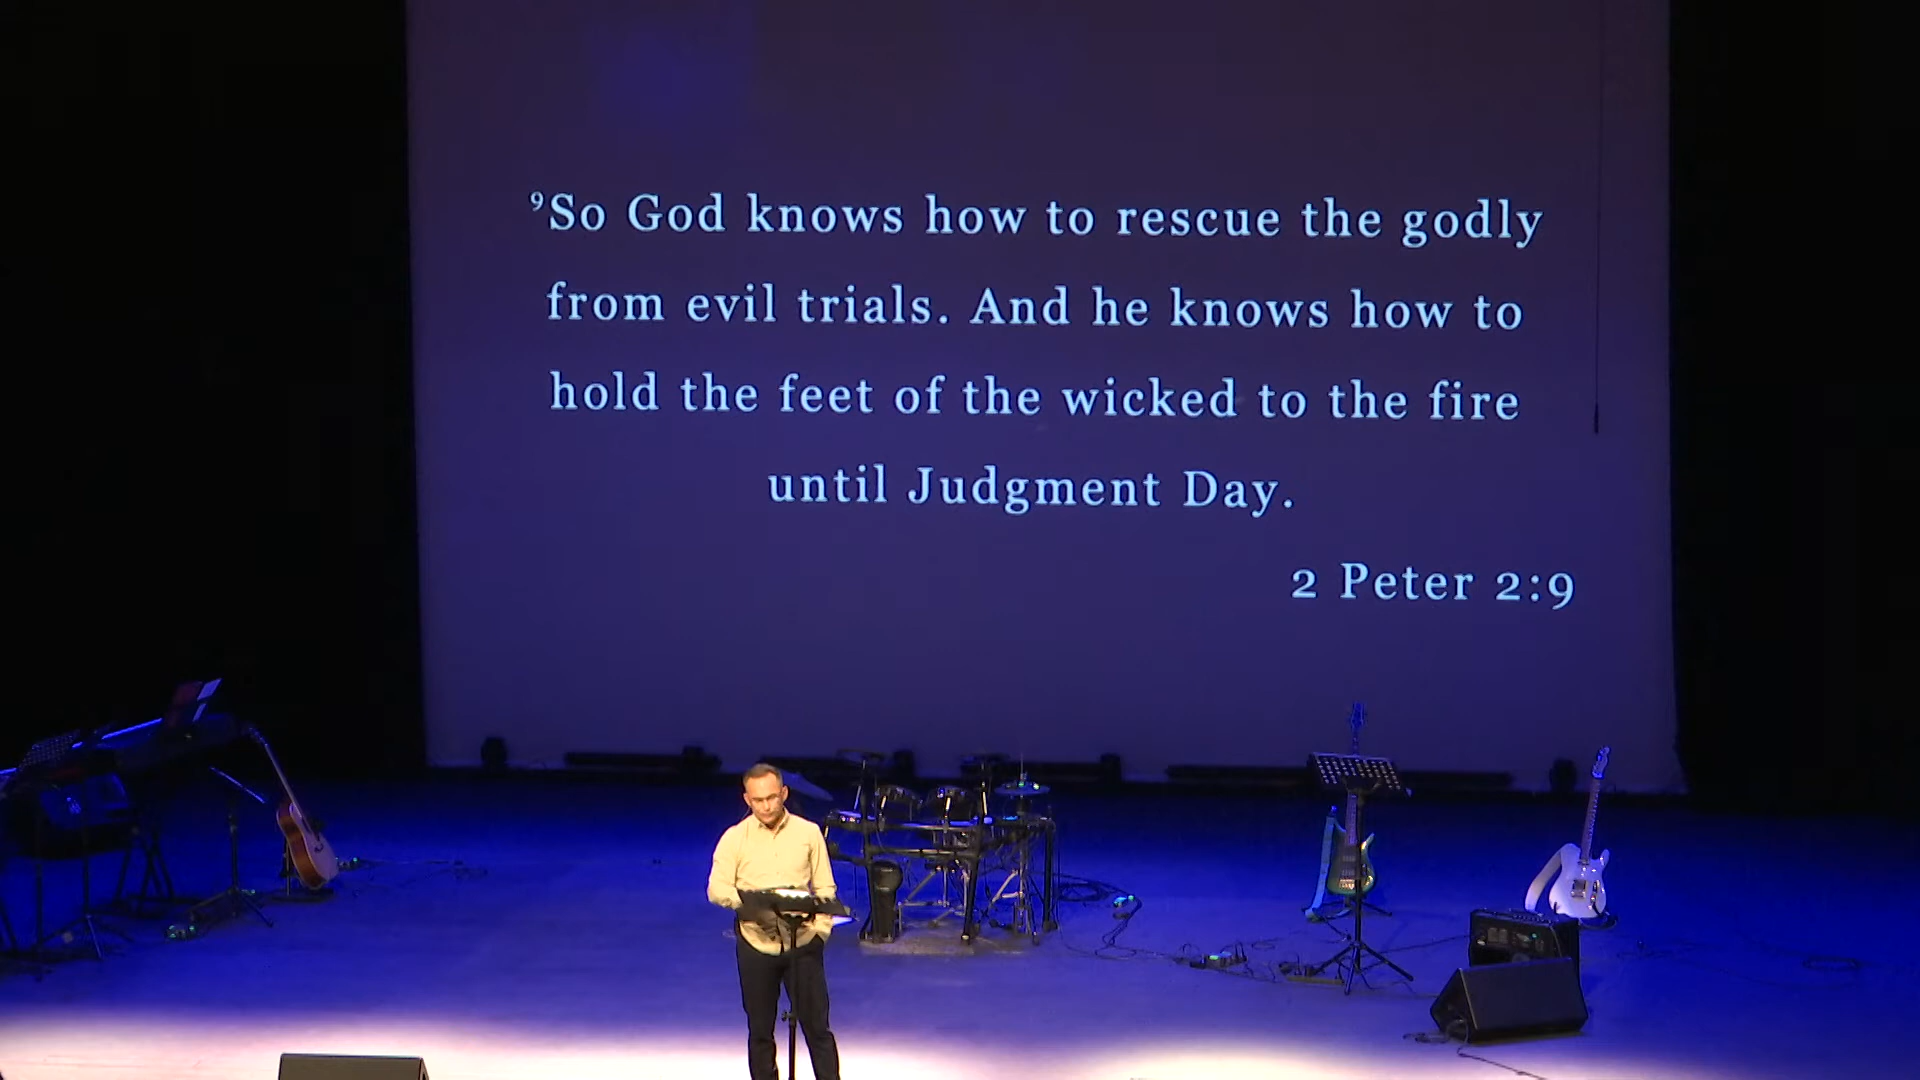 ⁹So God knows how to rescue the godly
from evil trials. And he knows how to
hold the feet of the wicked to the fire
until Judgment Day.
2 Peter 2:9